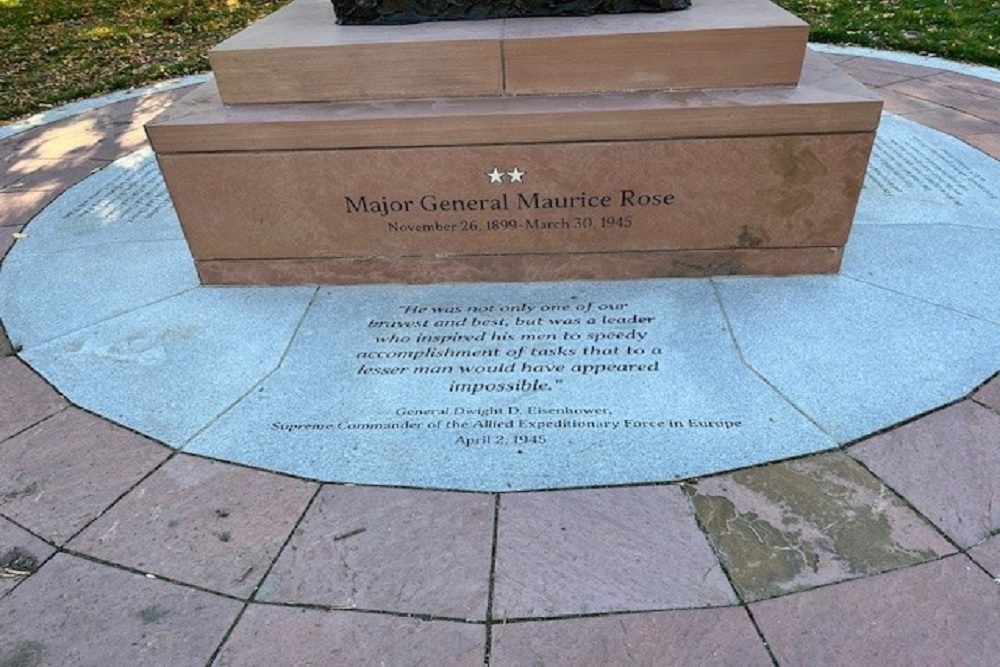 Major General Maurice Rose
November 26, 1899-March 30, 1945
"He was not only one of our
bravest and best, but was a leader
who inspired his men to speedy
accomplishment of tasks that to a
lesser man would have appeared
impossible."
General Dwight D. Eisenhower,
Supreme Commander of the Allied Expeditionary Force in Europe
April 2, 1945